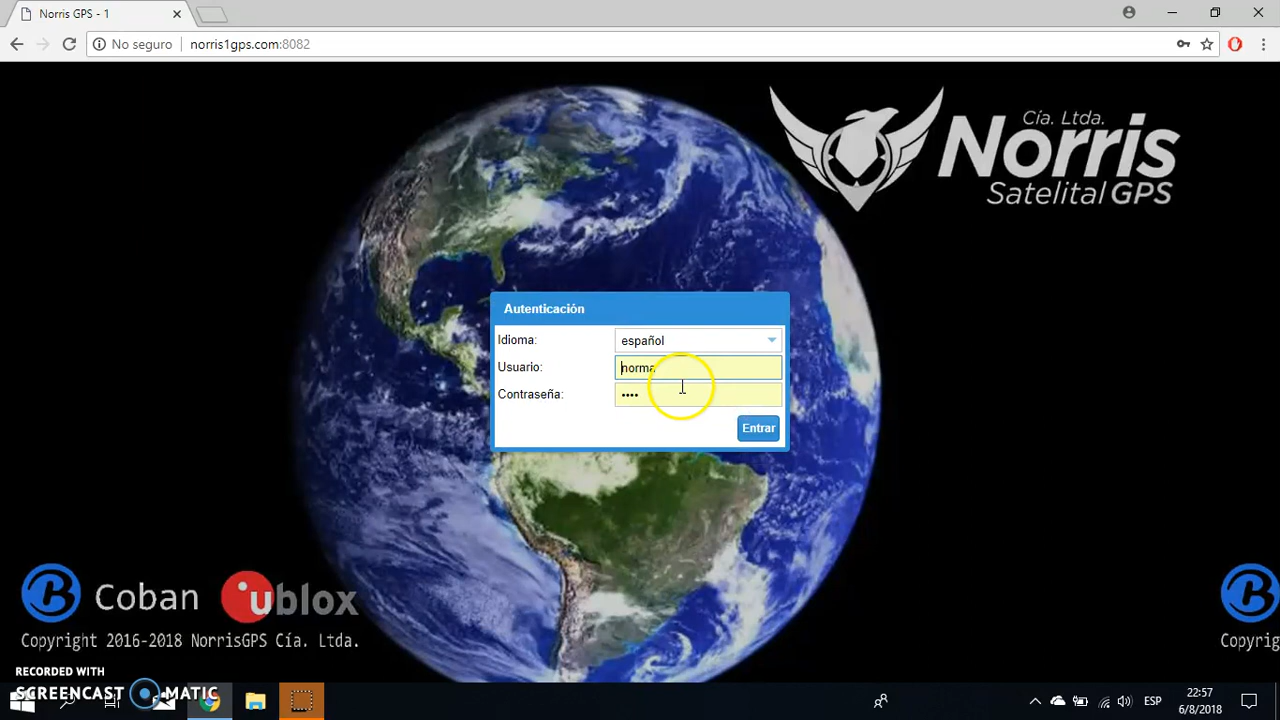 Norris GPS - 1
No seguro
norris1gps.com:8082
Cía. Ltda.
Norris
Satelital GPS
Autenticación
Idioma:
español
Usuario:
norma
Contraseña:
••••
Entrar
Coban
ublox
Copyright 2016-2018 NorrisGPS Cía. Ltda.
Copyrig
RECORDED WITH
SCREENCAST MATIC
ESP
22:57
6/8/2018